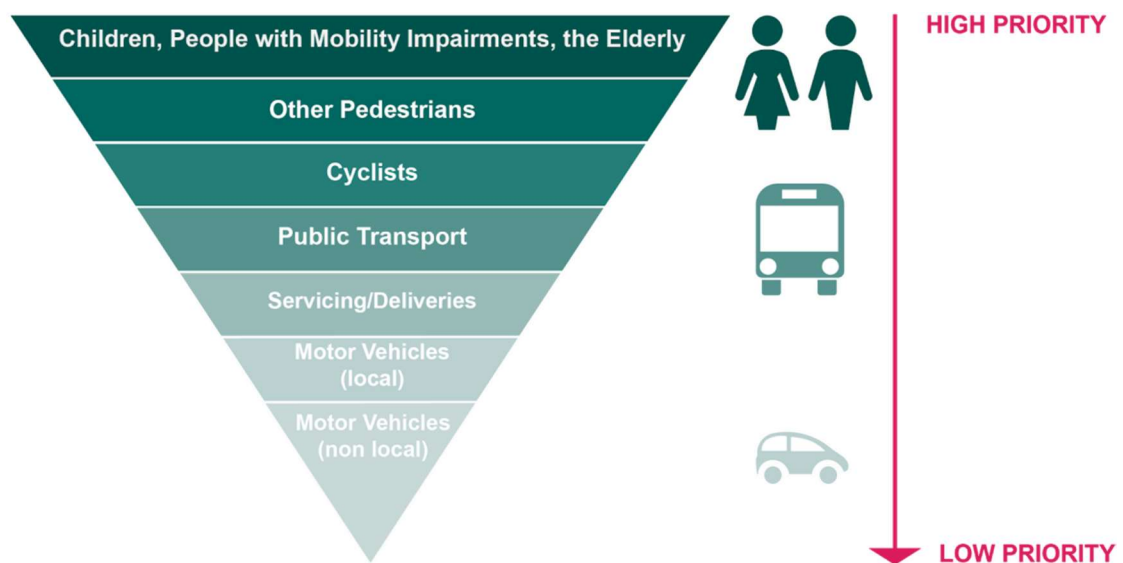 Children, People with Mobility Impairments, the Elderly
HIGH PRIORITY
Other Pedestrians
Cyclists
Public Transport
Servicing/Deliveries
Motor Vehicles
(local)
Motor Vehicles
(non local)
LOW PRIORITY